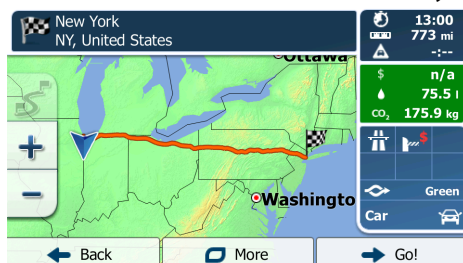 New York
NY, United States
13:00
773 mi
-:--
$ n/a
75.5 l
CO₂ 175.9 kg
Ottawa
$
Washingto
Green
Car
+
−
Back
More
Go!